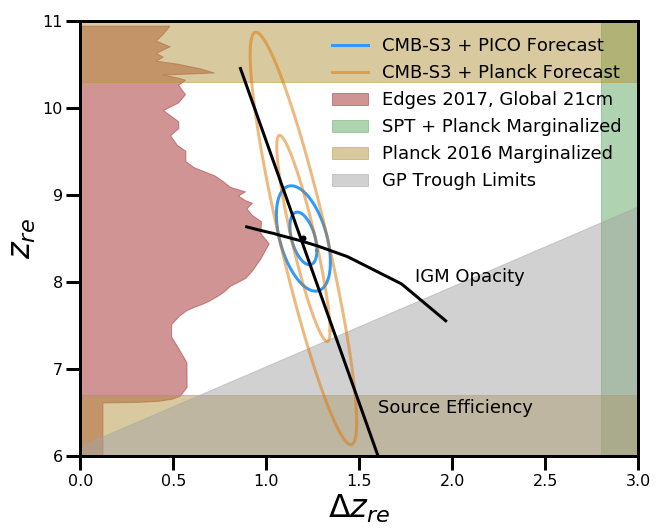 11
10
9
8
7
6
z_re
CMB-S3 + PICO Forecast
CMB-S3 + Planck Forecast
Edges 2017, Global 21cm
SPT + Planck Marginalized
Planck 2016 Marginalized
GP Trough Limits
IGM Opacity
Source Efficiency
0.0 0.5 1.0 1.5 2.0 2.5 3.0
Δz_re